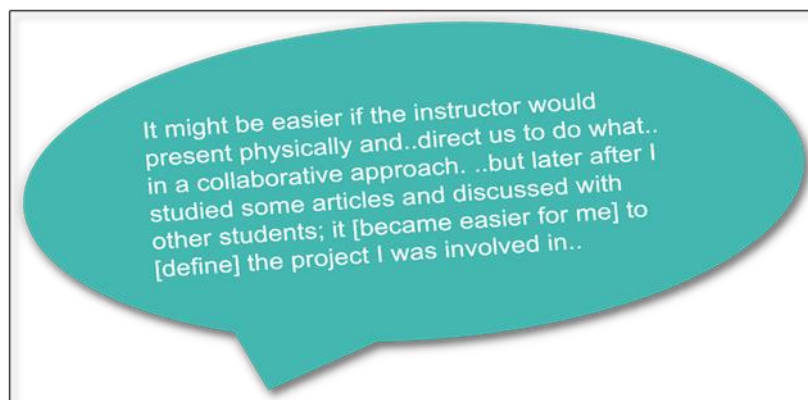 It might be easier if the instructor would
present physically and..direct us to do what..
in a collaborative approach. ..but later after I
studied some articles and discussed with
other students; it [became easier for me] to
[define] the project I was involved in..